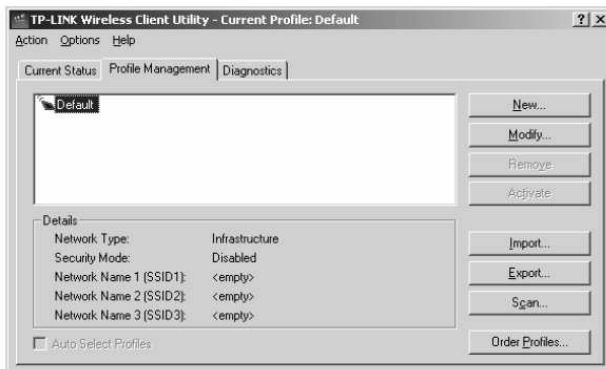 TP-LINK Wireless Client Utility - Current Profile: Default
Action Options Help
Current Status Profile Management Diagnostics
Default
New...
Modify...
Remove
Activate
Details
Network Type: Infrastructure
Security Mode: Disabled
Network Name 1 (SSID1): <empty>
Network Name 2 (SSID2): <empty>
Network Name 3 (SSID3): <empty>
Import...
Export...
Scan...
Auto Select Profiles
Order Profiles...